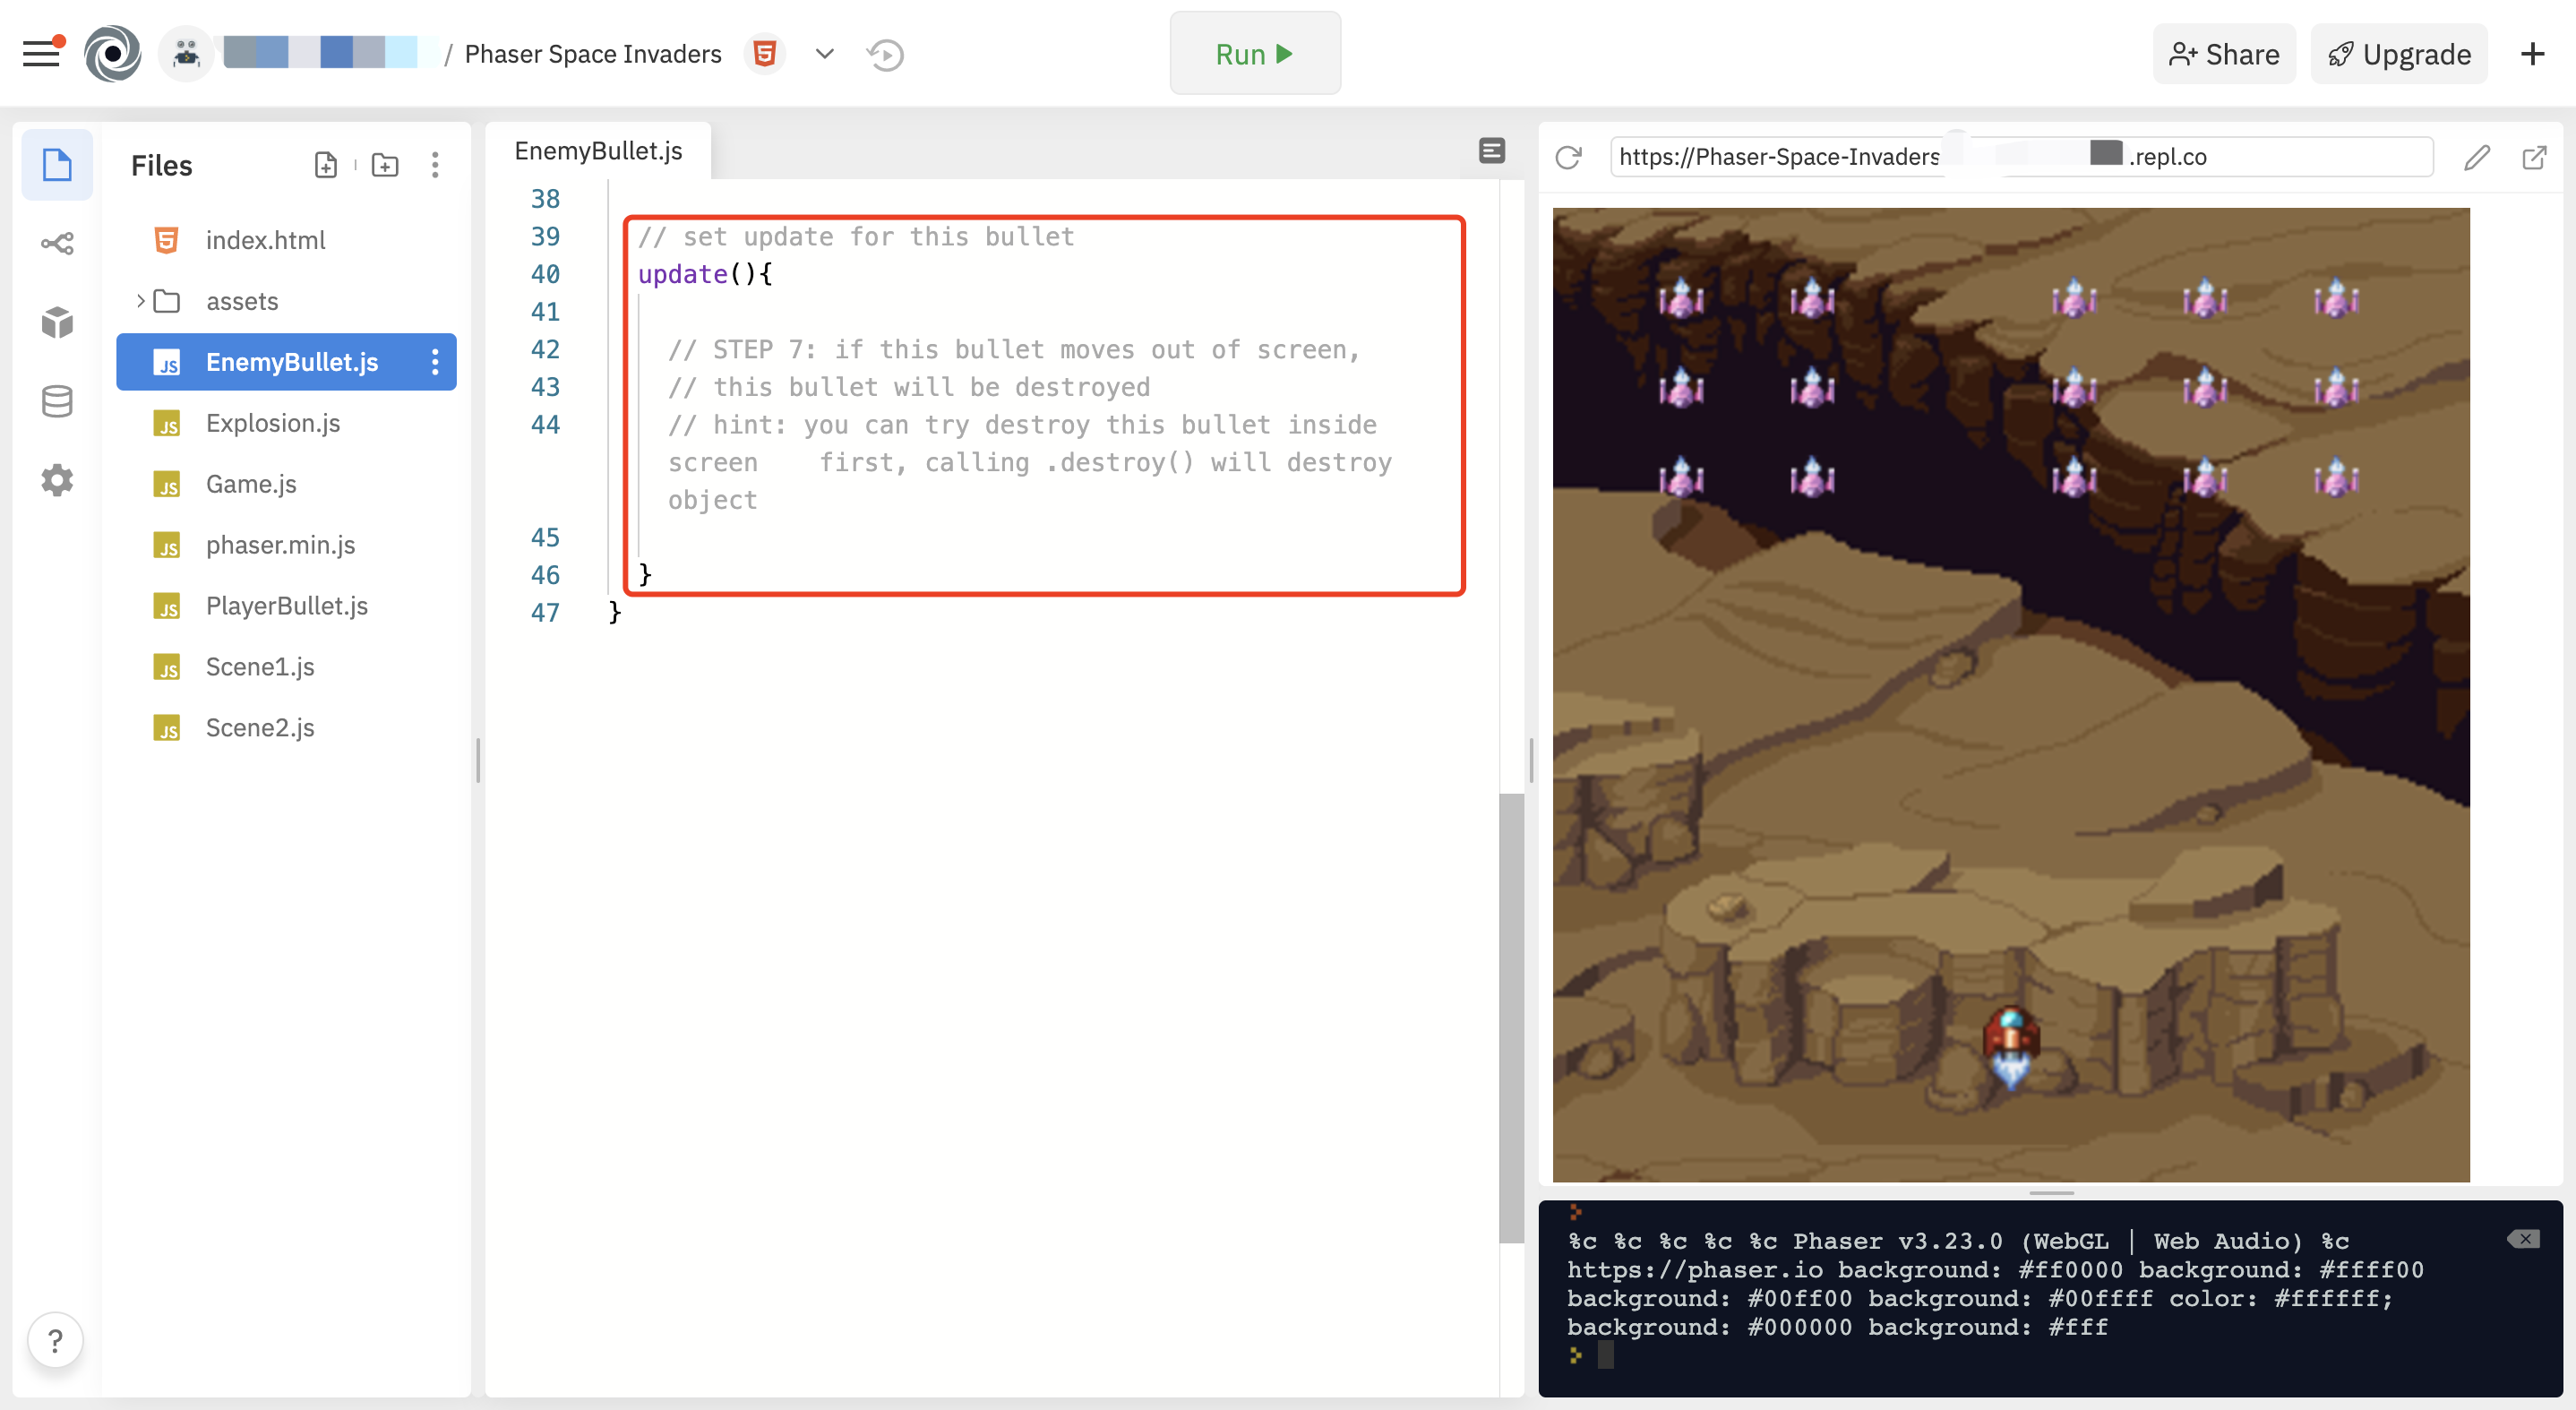 / Phaser Space Invaders
Run
Share
Upgrade
Files
index.html
assets
EnemyBullet.js
Explosion.js
Game.js
phaser.min.js
PlayerBullet.js
Scene1.js
Scene2.js
EnemyBullet.js
38
39 // set update for this bullet
40 update(){
41
42 // STEP 7: if this bullet moves out of screen,
43 // this bullet will be destroyed
44 // hint: you can try destroy this bullet inside
screen    first, calling .destroy() will destroy
object
45
46 }
47 }
https://Phaser-Space-Invaders
.repl.co
%c %c %c %c %c Phaser v3.23.0 (WebGL | Web Audio) %c
https://phaser.io background: #ff0000 background: #ffff00
background: #00ff00 background: #00ffff color: #ffffff;
background: #000000 background: #fff
?